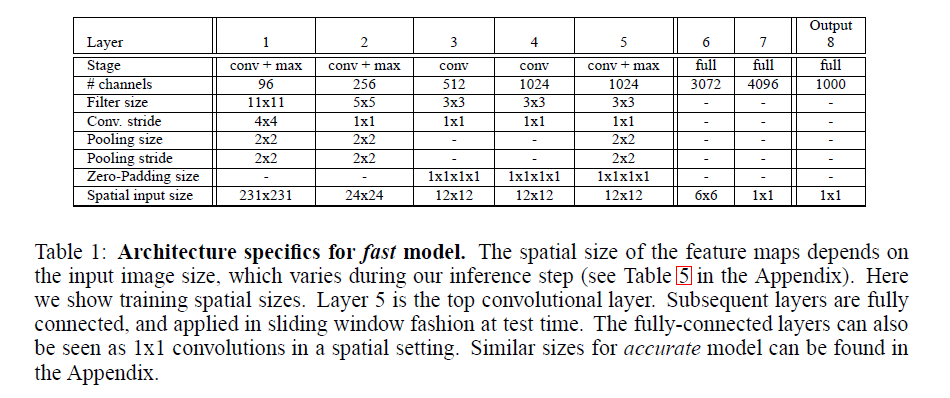 Output
Layer 1 2 3 4 5 6 7 8
Stage conv + max conv + max conv conv conv + max full full full
# channels 96 256 512 1024 1024 3072 4096 1000
Filter size 11x11 5x5 3x3 3x3 3x3 - - -
Conv. stride 4x4 1x1 1x1 1x1 1x1 - - -
Pooling size 2x2 2x2 - - 2x2 - - -
Pooling stride 2x2 2x2 - - 2x2 - - -
Zero-Padding size - - 1x1x1x1 1x1x1x1 1x1x1x1 - - -
Spatial input size 231x231 24x24 12x12 12x12 12x12 6x6 1x1 1x1
Table 1: Architecture specifics for fast model. The spatial size of the feature maps depends on
the input image size, which varies during our inference step (see Table 5 in the Appendix). Here
we show training spatial sizes. Layer 5 is the top convolutional layer. Subsequent layers are fully
connected, and applied in sliding window fashion at test time. The fully-connected layers can also
be seen as 1x1 convolutions in a spatial setting. Similar sizes for accurate model can be found in
the Appendix.